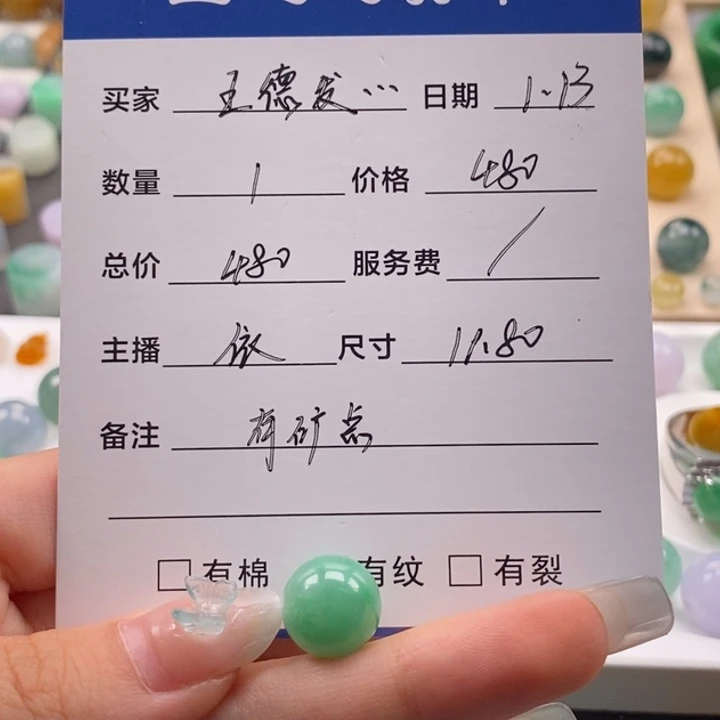 买家 王德发... 日期 1-13
数量 1 价格 480
总价 480 服务费 /
主播 依 尺寸 11.80
备注 有矿点
□ 有棉 有纹 □ 有裂